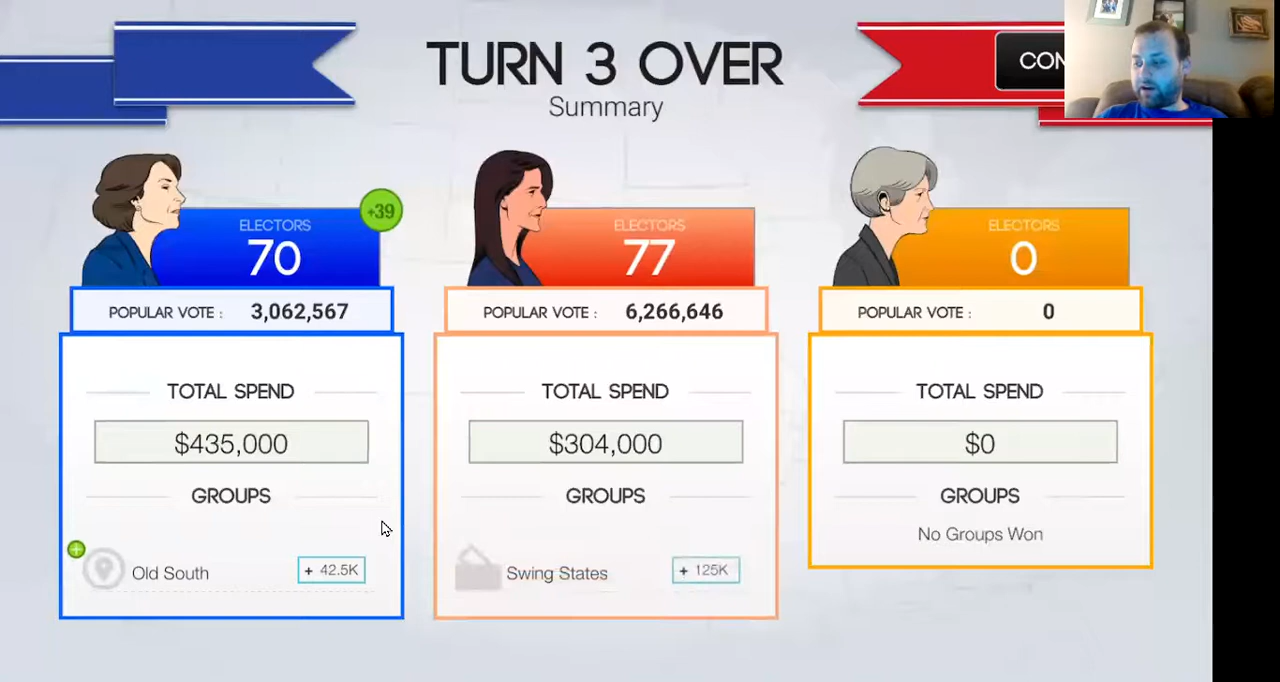 TURN 3 OVER
Summary
CON
+39
ELECTORS
70
POPULAR VOTE : 3,062,567
TOTAL SPEND
$435,000
GROUPS
Old South + 42.5K
ELECTORS
77
POPULAR VOTE : 6,266,646
TOTAL SPEND
$304,000
GROUPS
Swing States + 125K
ELECTORS
0
POPULAR VOTE : 0
TOTAL SPEND
$0
GROUPS
No Groups Won